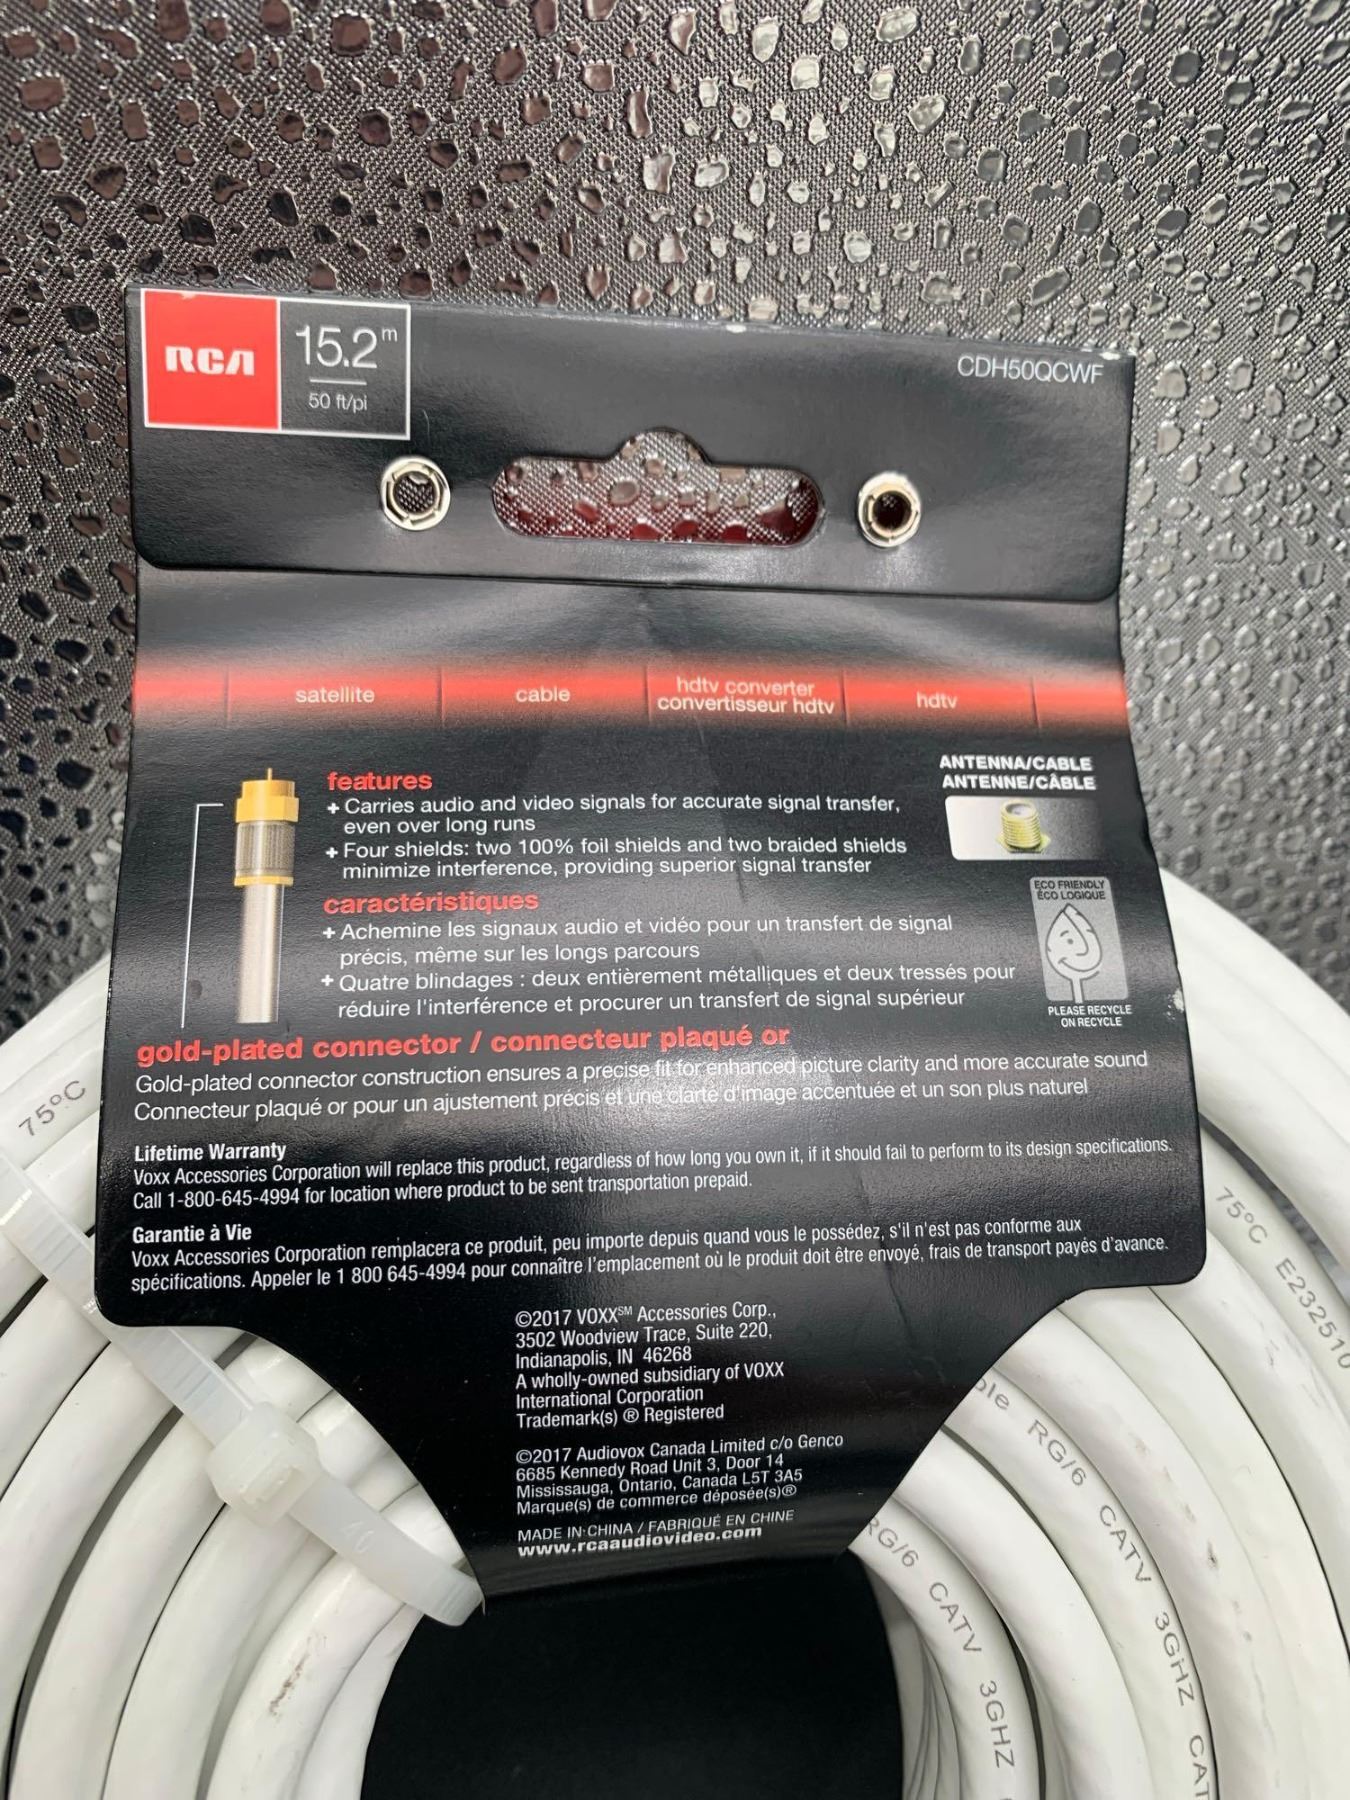 RCA
15.2 m
50 ft/pi
CDH50QCWF
satellite
cable
hdtv converter
convertisseur hdtv
hdtv
features
+ Carries audio and video signals for accurate signal transfer,
even over long runs
+ Four shields: two 100% foil shields and two braided shields
minimize interference, providing superior signal transfer
caractéristiques
+ Achemine les signaux audio et vidéo pour un transfert de signal
précis, même sur les longs parcours
+ Quatre blindages : deux entièrement métalliques et deux tressés pour
réduire l'interférence et procurer un transfert de signal supérieur
ANTENNA/CABLE
ANTENNE/CÂBLE
ECO FRIENDLY
ÉCO LOGIQUE
PLEASE RECYCLE
ON RECYCLE
gold-plated connector / connecteur plaqué or
Gold-plated connector construction ensures a precise fit for enhanced picture clarity and more accurate sound
Connecteur plaqué or pour un ajustement précis et une clarté d'image accentuée et un son plus naturel
Lifetime Warranty
Voxx Accessories Corporation will replace this product, regardless of how long you own it, if it should fail to perform to its design specifications.
Call 1-800-645-4994 for location where product to be sent transportation prepaid.
Garantie à Vie
Voxx Accessories Corporation remplacera ce produit, peu importe depuis quand vous le possédez, s'il n'est pas conforme aux
spécifications. Appeler le 1 800 645-4994 pour connaître l'emplacement où le produit doit être envoyé, frais de transport payés d'avance.
©2017 VOXX℠ Accessories Corp.,
3502 Woodview Trace, Suite 220,
Indianapolis, IN 46268
A wholly-owned subsidiary of VOXX
International Corporation
Trademark(s) ® Registered
©2017 Audiovox Canada Limited c/o Genco
6685 Kennedy Road Unit 3, Door 14
Mississauga, Ontario, Canada L5T 3A5
Marque(s) de commerce déposée(s)®
MADE IN CHINA / FABRIQUÉ EN CHINE
www.rcaaudiovideo.com
75°C
75°C E232510
RG/6 CATV 3GHZ
RG/6 CATV 3GHZ